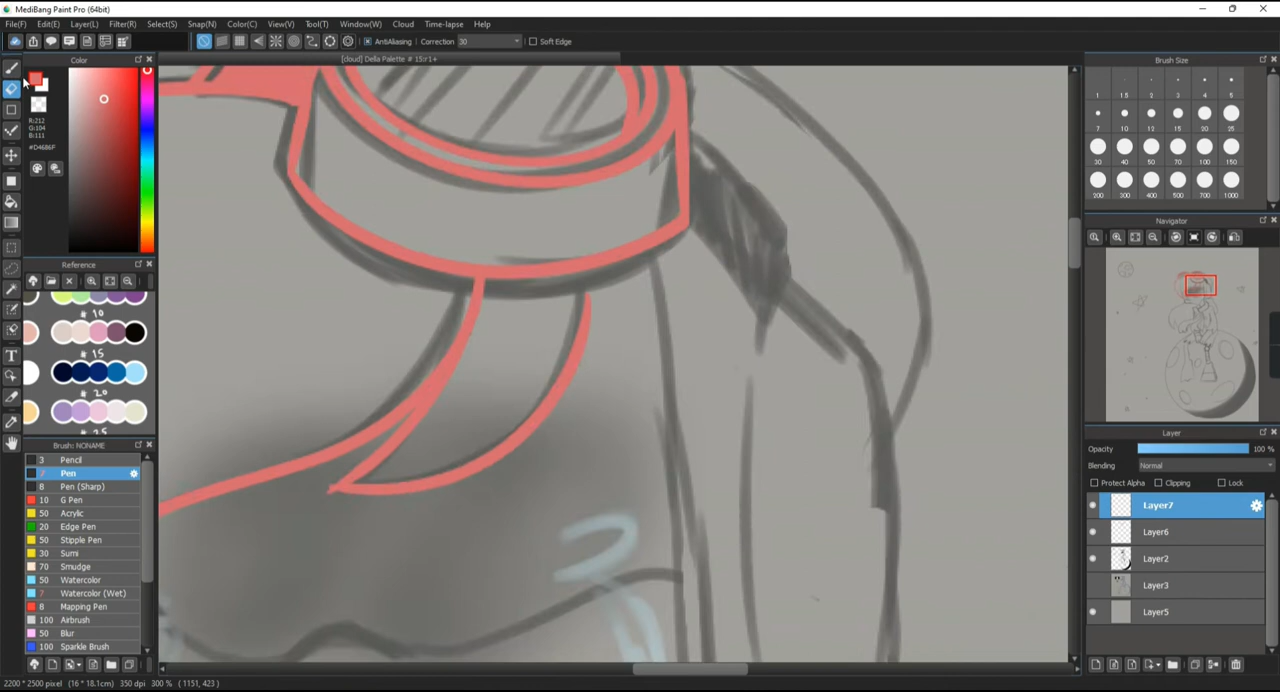 MediBang Paint Pro (64bit)
File(F) Edit(E) Layer(L) Filter(R) Select(S) Snap(N) Color(C) View(V) Tool(T) Window(W) Cloud Time-lapse Help
AntiAliasing Correction 30 Soft Edge
[cloud] Della Palette # 15:r1+
Color
R:212
G:104
B:111
#D4686F
Reference
# 10
# 15
# 20
# 25
Brush: NONAME
3 Pencil
7 Pen
8 Pen (Sharp)
10 G Pen
50 Acrylic
20 Edge Pen
50 Stipple Pen
30 Sumi
70 Smudge
50 Watercolor
7 Watercolor (Wet)
8 Mapping Pen
100 Airbrush
50 Blur
100 Sparkle Brush
Brush Size
1 1.5 2 3 4 5
7 10 12 15 20 25
30 40 50 70 100 150
200 300 400 500 700 1000
Navigator
Layer
Opacity 100 %
Blending Normal
Protect Alpha Clipping Lock
Layer7
Layer6
Layer2
Layer3
Layer5
2200 * 2500 pixel (16 * 18.1cm) 350 dpi 300 % ( 1151, 423 )